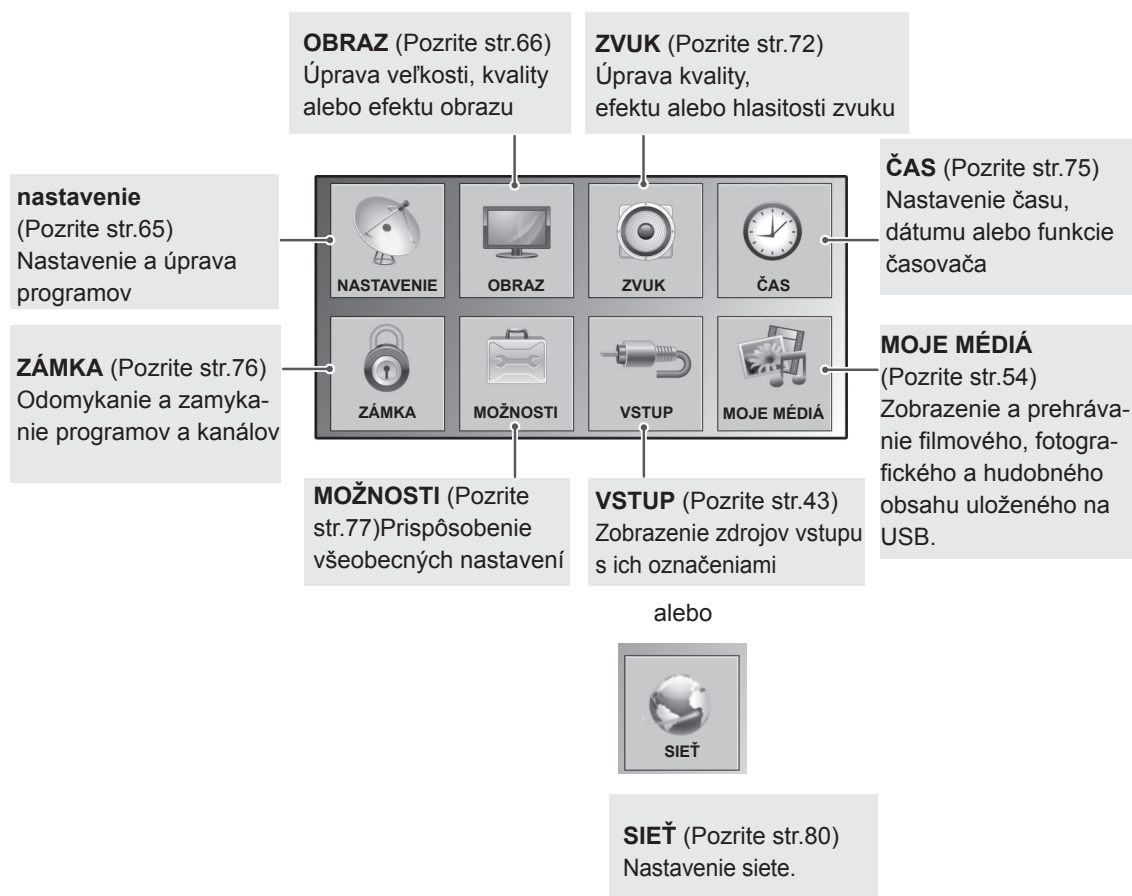 OBRAZ (Pozrite str.66)
Úprava veľkosti, kvality
alebo efektu obrazu
ZVUK (Pozrite str.72)
Úprava kvality,
efektu alebo hlasitosti zvuku
nastavenie
(Pozrite str.65)
Nastavenie a úprava
programov
ČAS (Pozrite str.75)
Nastavenie času,
dátumu alebo funkcie
časovača
NASTAVENIE
OBRAZ
ZVUK
ČAS
ZÁMKA (Pozrite str.76)
Odomykanie a zamyka-
nie programov a kanálov
ZÁMKA
MOŽNOSTI
VSTUP
MOJE MÉDIÁ
MOJE MÉDIÁ
(Pozrite str.54)
Zobrazenie a prehráva-
nie filmového, fotogra-
fického a hudobného
obsahu uloženého na
USB.
MOŽNOSTI (Pozrite
str.77)Prispôsobenie
všeobecných nastavení
VSTUP (Pozrite str.43)
Zobrazenie zdrojov vstupu
s ich označeniami
alebo
SIEŤ
SIEŤ (Pozrite str.80)
Nastavenie siete.